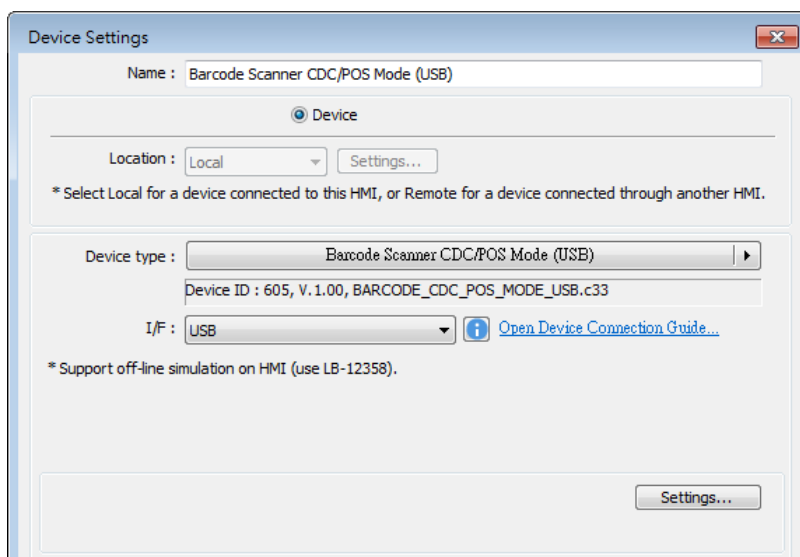 Device Settings
Name : Barcode Scanner CDC/POS Mode (USB)
Device
Location : Local Settings...
* Select Local for a device connected to this HMI, or Remote for a device connected through another HMI.
Device type : Barcode Scanner CDC/POS Mode (USB)
Device ID : 605, V.1.00, BARCODE_CDC_POS_MODE_USB.c33
I/F : USB Open Device Connection Guide...
* Support off-line simulation on HMI (use LB-12358).
Settings...